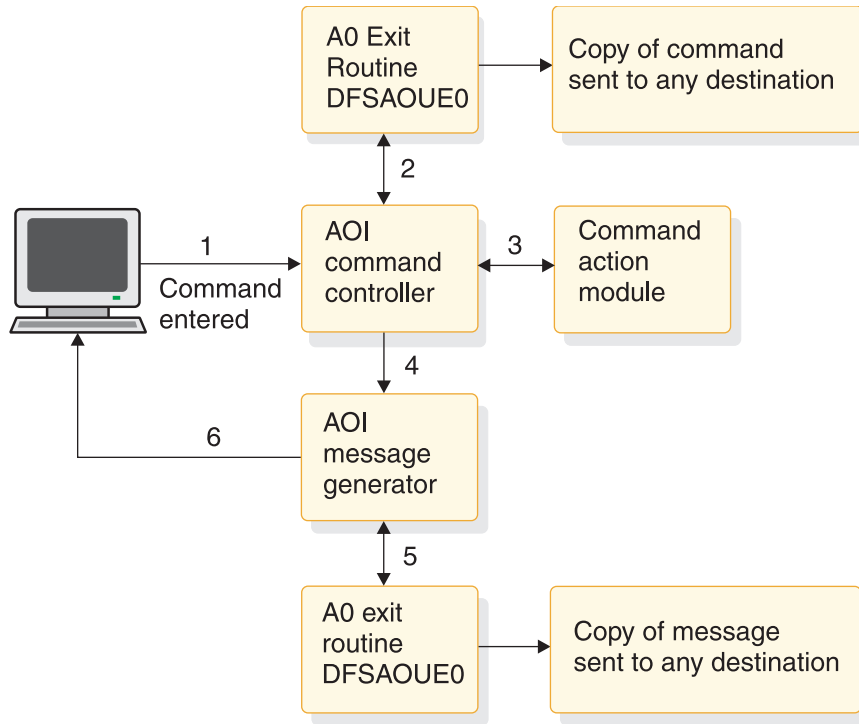 A0 Exit
Routine
DFSAOUE0
Copy of command
sent to any destination
2
1
Command
entered
AOI
command
controller
3
Command
action
module
4
6
AOI
message
generator
5
A0 exit
routine
DFSAOUE0
Copy of message
sent to any destination